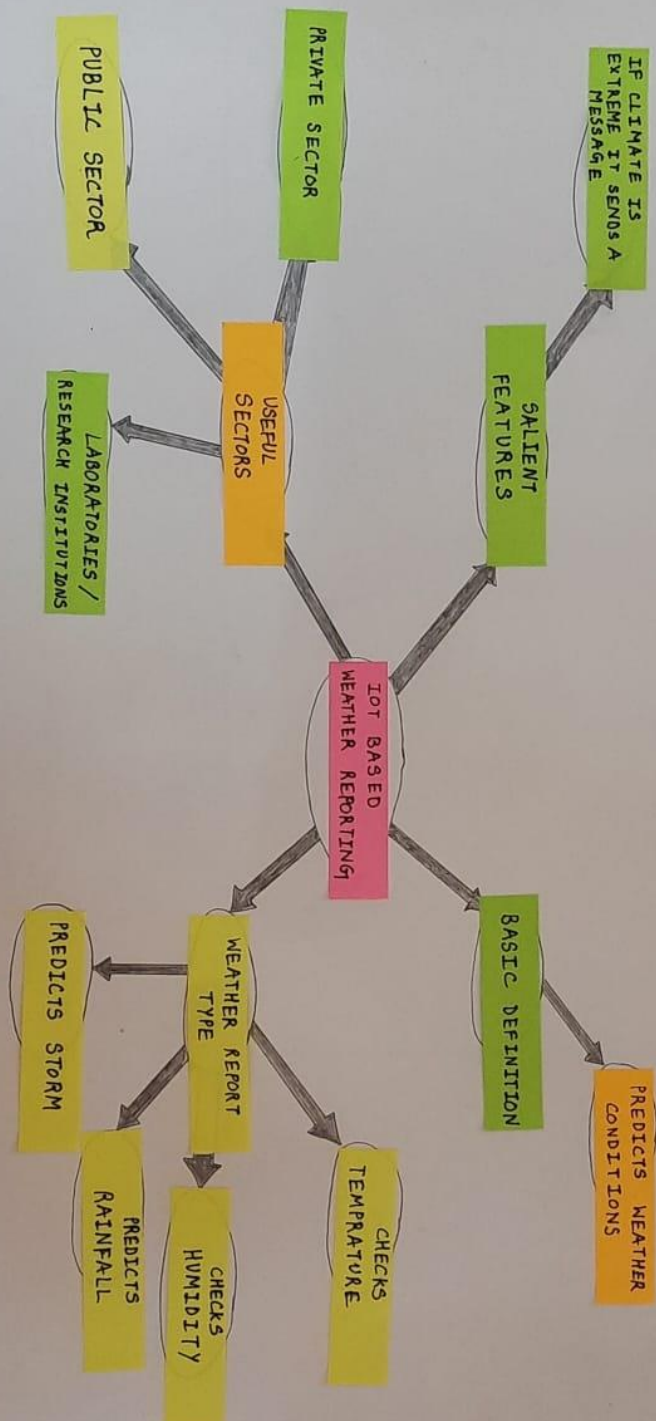 IF CLIMATE IS
EXTREME IT SENDS A
MESSAGE
SALIENT
FEATURES
BASIC DEFINITION
PREDICTS WEATHER
CONDITIONS
PRIVATE SECTOR
USEFUL
SECTORS
IOT BASED
WEATHER REPORTING
CHECKS
TEMPRATURE
PUBLIC SECTOR
LABORATORIES/
RESEARCH INSTITUTIONS
WEATHER REPORT
TYPE
CHECKS
HUMIDITY
PREDICTS STORM
PREDICTS
RAINFALL